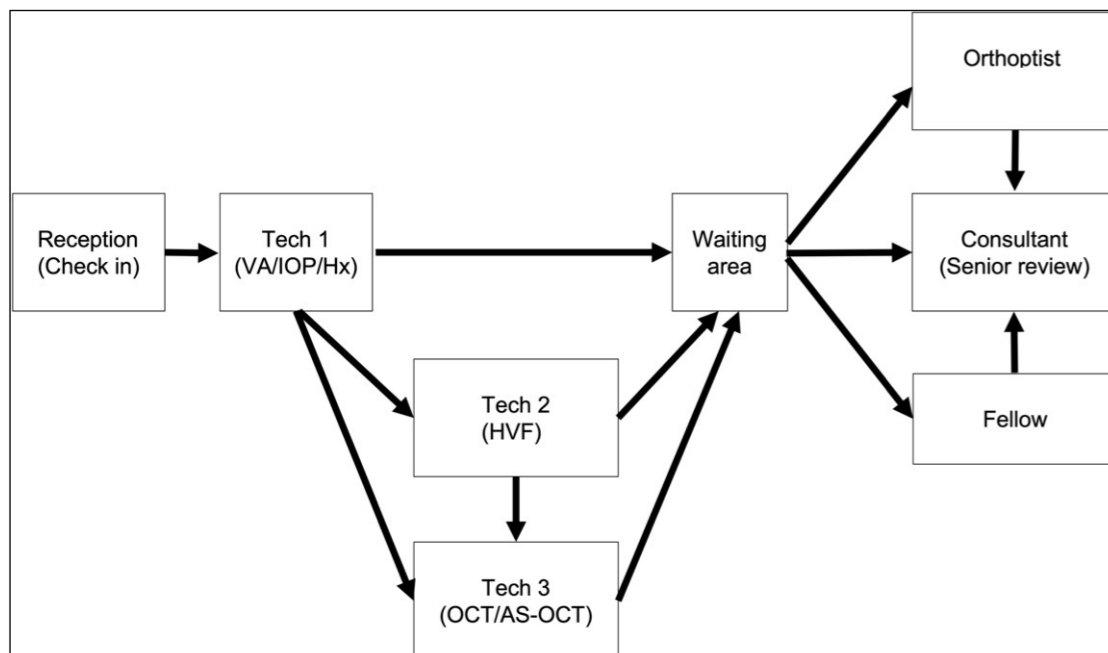 Orthoptist
Reception
(Check in)
Tech 1
(VA/IOP/Hx)
Waiting
area
Consultant
(Senior review)
Tech 2
(HVF)
Fellow
Tech 3
(OCT/AS-OCT)